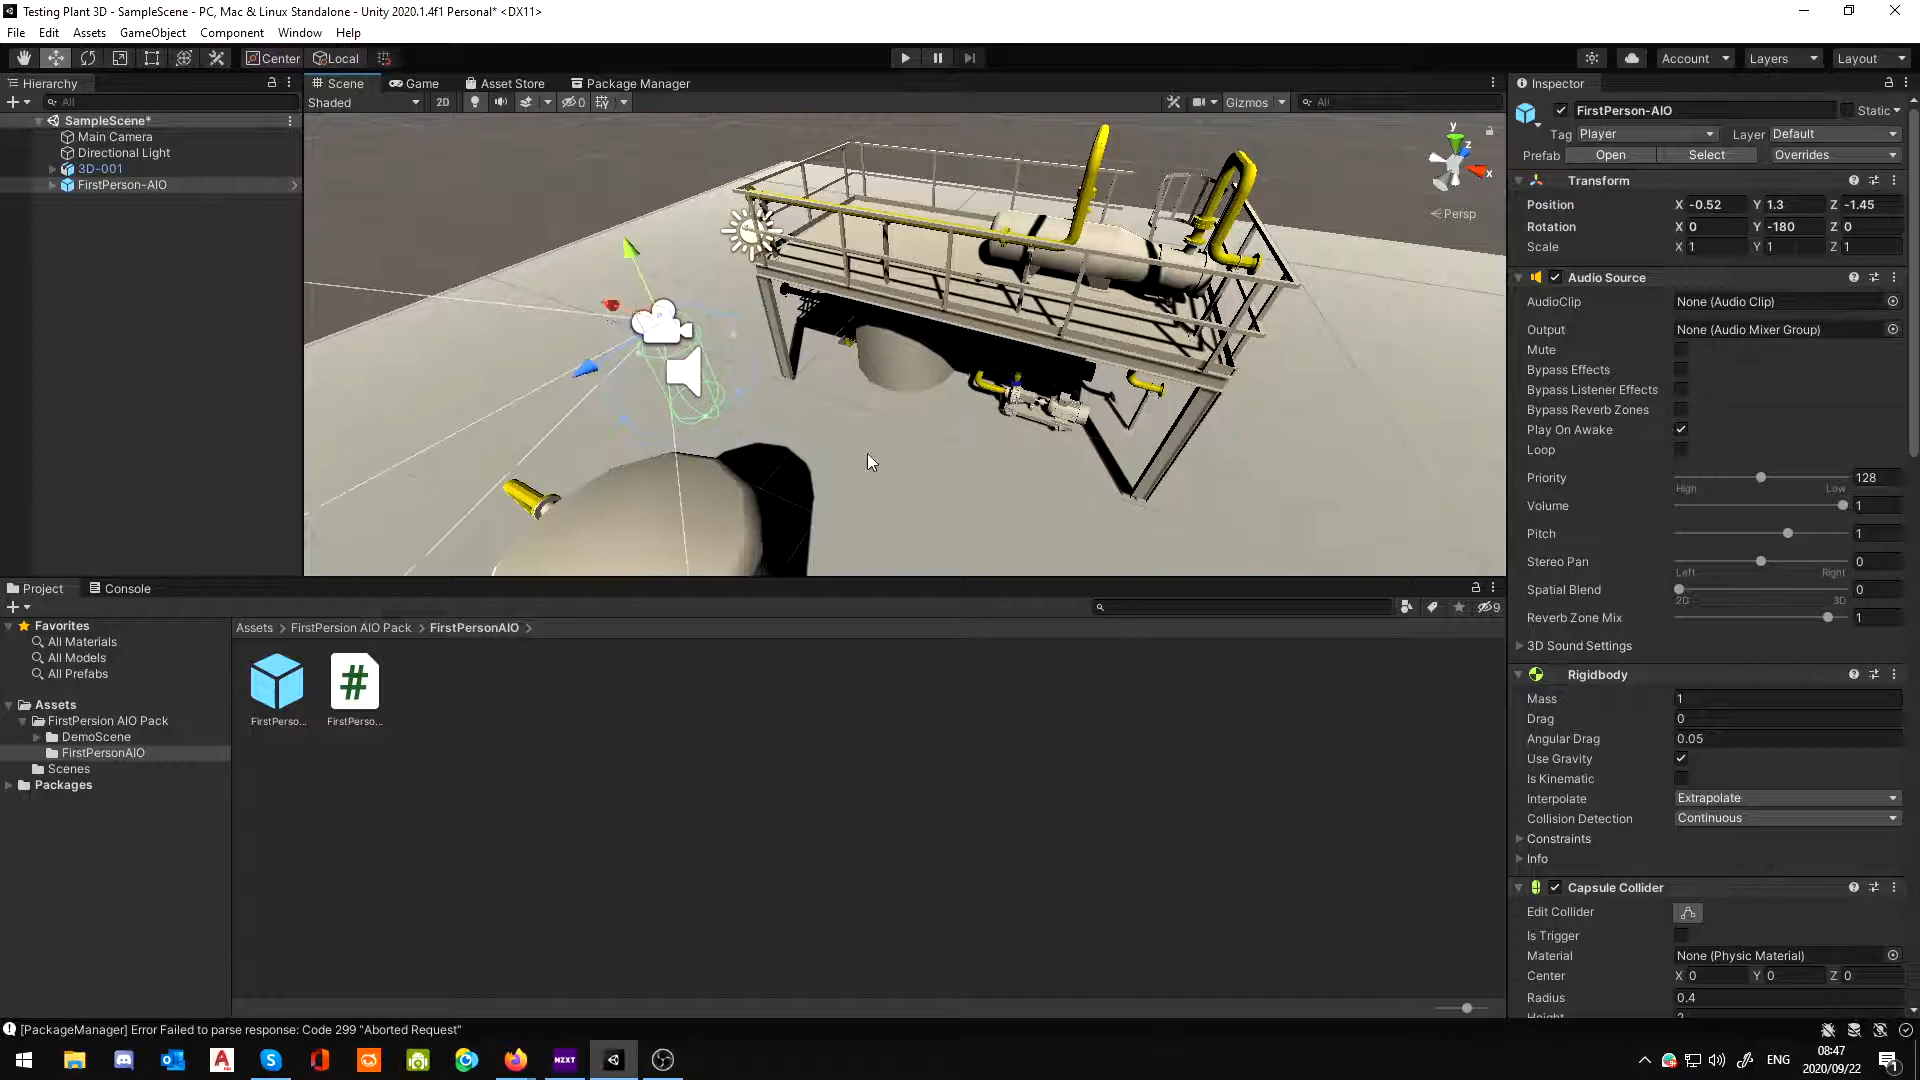 Testing Plant 3D - SampleScene - PC, Mac & Linux Standalone - Unity 2020.1.4f1 Personal* <DX11>
File Edit Assets GameObject Component Window Help
Center Local Account Layers Layout
Hierarchy
All
SampleScene*
Main Camera
Directional Light
3D-001
FirstPerson-AIO
Scene Game Asset Store Package Manager
Shaded 2D 0 Gizmos All
y
z
x
Persp
Inspector
FirstPerson-AIO Static
Tag Player Layer Default
Prefab Open Select Overrides
Transform
Position X -0.52 Y 1.3 Z -1.45
Rotation X 0 Y -180 Z 0
Scale X 1 Y 1 Z 1
Audio Source
AudioClip None (Audio Clip)
Output None (Audio Mixer Group)
Mute
Bypass Effects
Bypass Listener Effects
Bypass Reverb Zones
Play On Awake
Loop
Priority 128
High Low
Volume 1
Pitch 1
Stereo Pan 0
Left Right
Spatial Blend 0
2D 3D
Reverb Zone Mix 1
3D Sound Settings
Rigidbody
Mass 1
Drag 0
Angular Drag 0.05
Use Gravity
Is Kinematic
Interpolate Extrapolate
Collision Detection Continuous
Constraints
Info
Capsule Collider
Edit Collider
Is Trigger
Material None (Physic Material)
Center X 0 Y 0 Z 0
Radius 0.4
Height 2
Project Console
9
Favorites
All Materials
All Models
All Prefabs
Assets
FirstPersion AIO Pack
DemoScene
FirstPersonAIO
Scenes
Packages
Assets > FirstPersion AIO Pack > FirstPersonAIO >
FirstPerso... FirstPerso...
[PackageManager] Error Failed to parse response: Code 299 "Aborted Request"
NZXT
ENG
08:47
2020/09/22
1